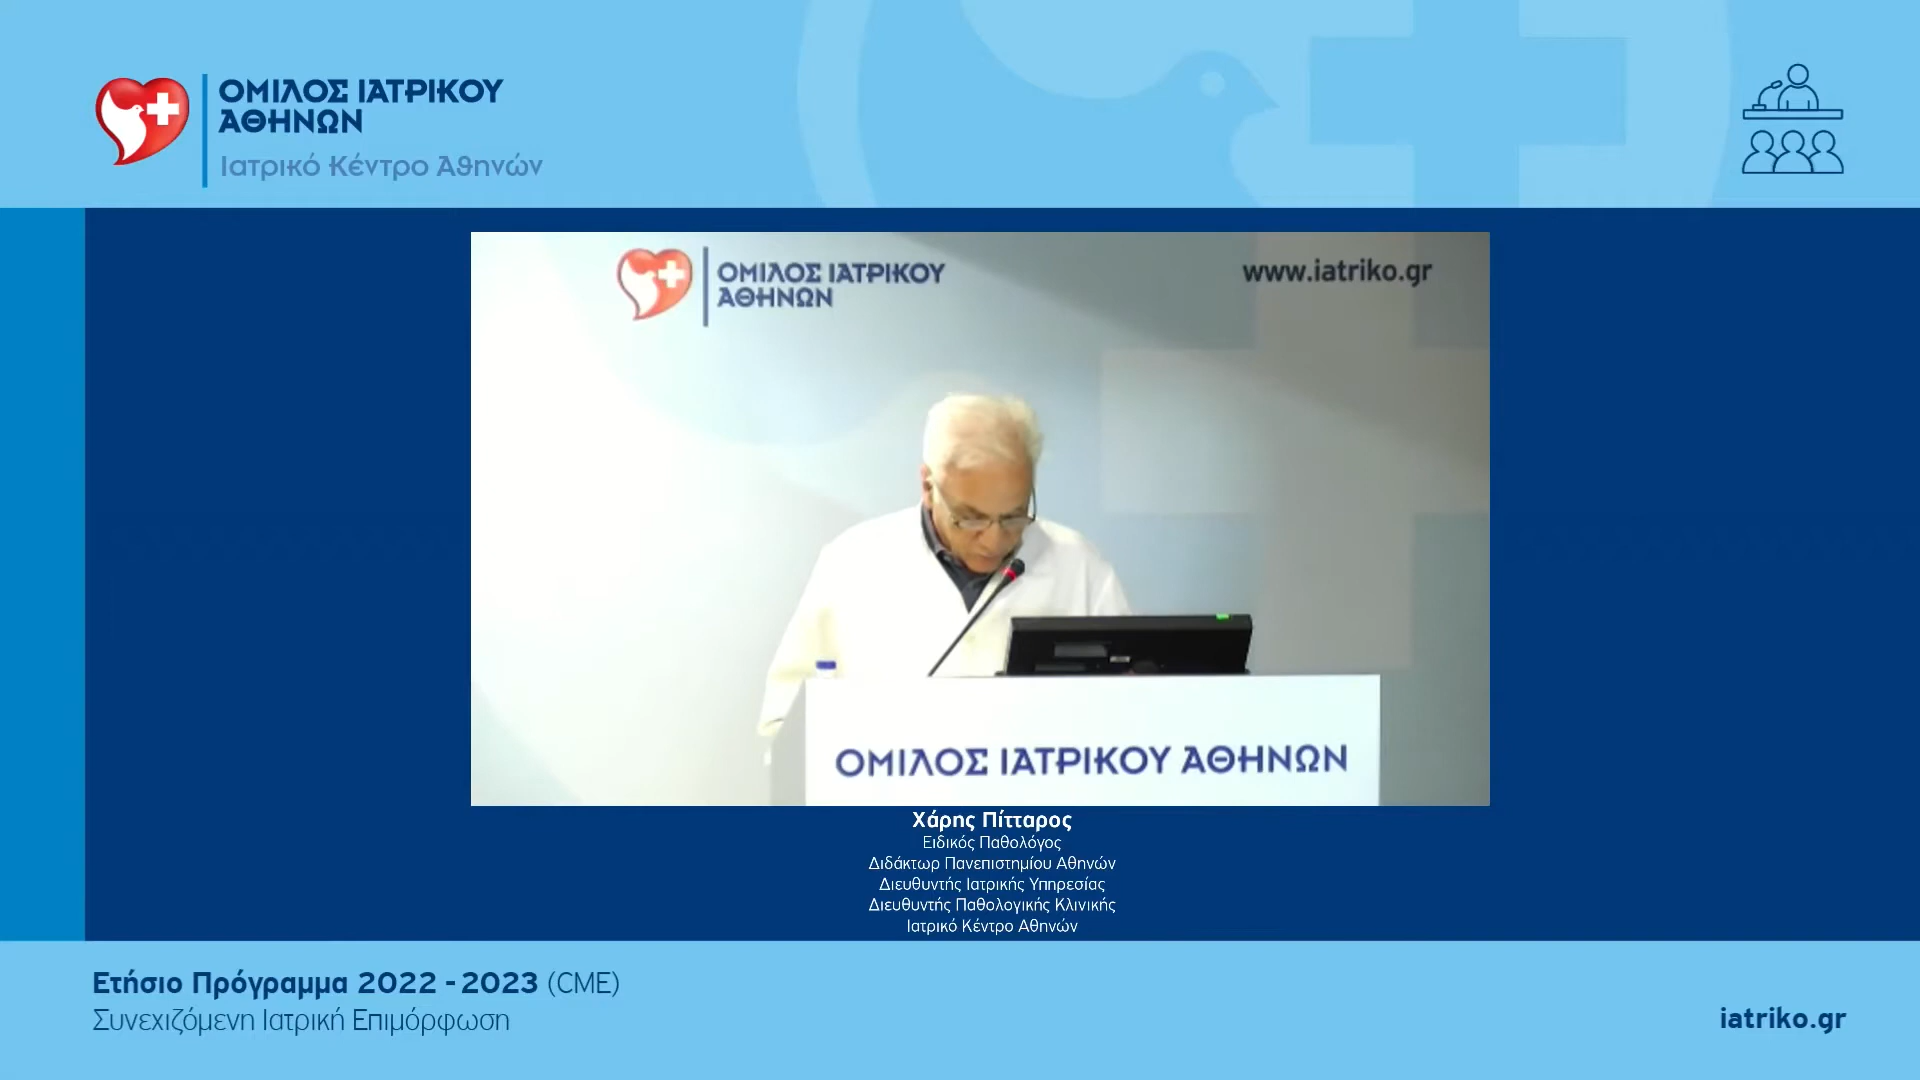 ΟΜΙΛΟΣ ΙΑΤΡΙΚΟΥ
ΑΘΗΝΩΝ
Ιατρικό Κέντρο Αθηνών
ΟΜΙΛΟΣ ΙΑΤΡΙΚΟΥ
ΑΘΗΝΩΝ
www.iatriko.gr
ΟΜΙΛΟΣ ΙΑΤΡΙΚΟΥ ΑΘΗΝΩΝ
Χάρης Πίτταρος
Ειδικός Παθολόγος
Διδάκτωρ Πανεπιστημίου Αθηνών
Διευθυντής Ιατρικής Υπηρεσίας
Διευθυντής Παθολογικής Κλινικής
Ιατρικό Κέντρο Αθηνών
Ετήσιο Πρόγραμμα 2022 - 2023 (CME)
Συνεχιζόμενη Ιατρική Επιμόρφωση
iatriko.gr